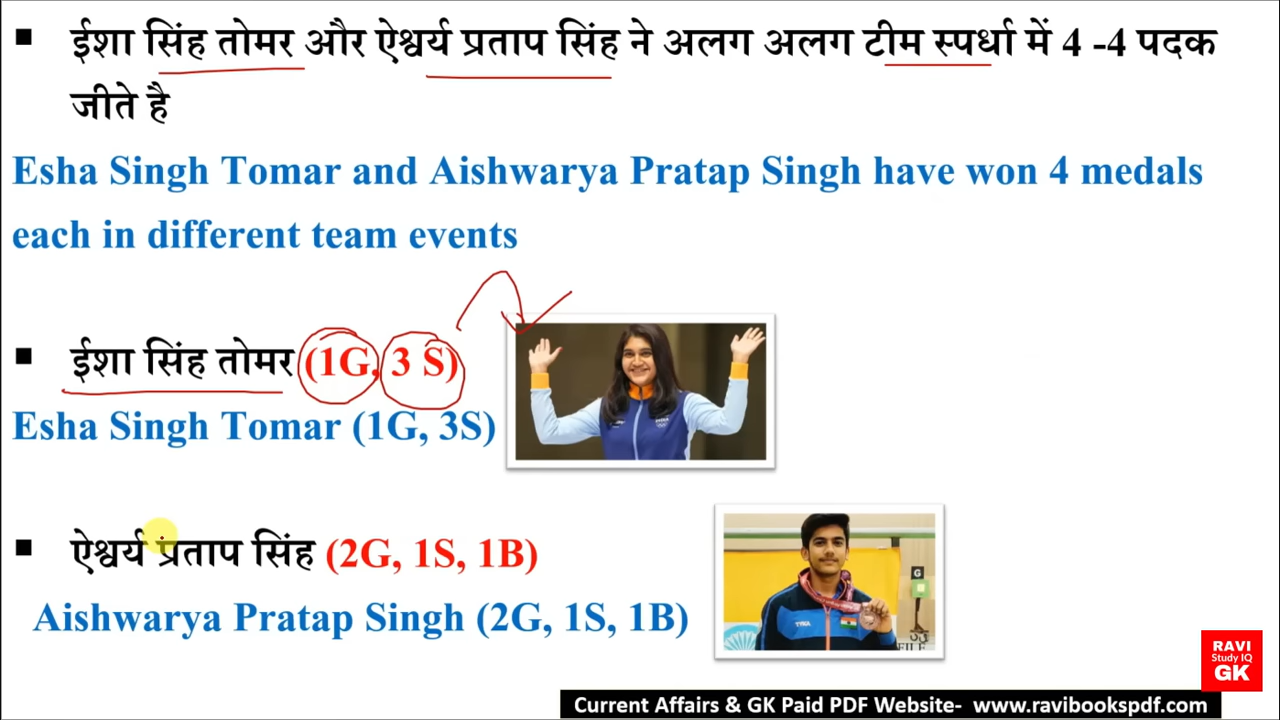 ▪ ईशा सिंह तोमर और ऐश्वर्य प्रताप सिंह ने अलग अलग टीम स्पर्धा में 4 -4 पदक
जीते है
Esha Singh Tomar and Aishwarya Pratap Singh have won 4 medals
each in different team events
▪ ईशा सिंह तोमर (1G, 3 S)
Esha Singh Tomar (1G, 3S)
▪ ऐश्वर्य प्रताप सिंह (2G, 1S, 1B)
Aishwarya Pratap Singh (2G, 1S, 1B)
G
FILE
RAVI
Study IQ
GK
Current Affairs & GK Paid PDF Website- www.ravibookspdf.com